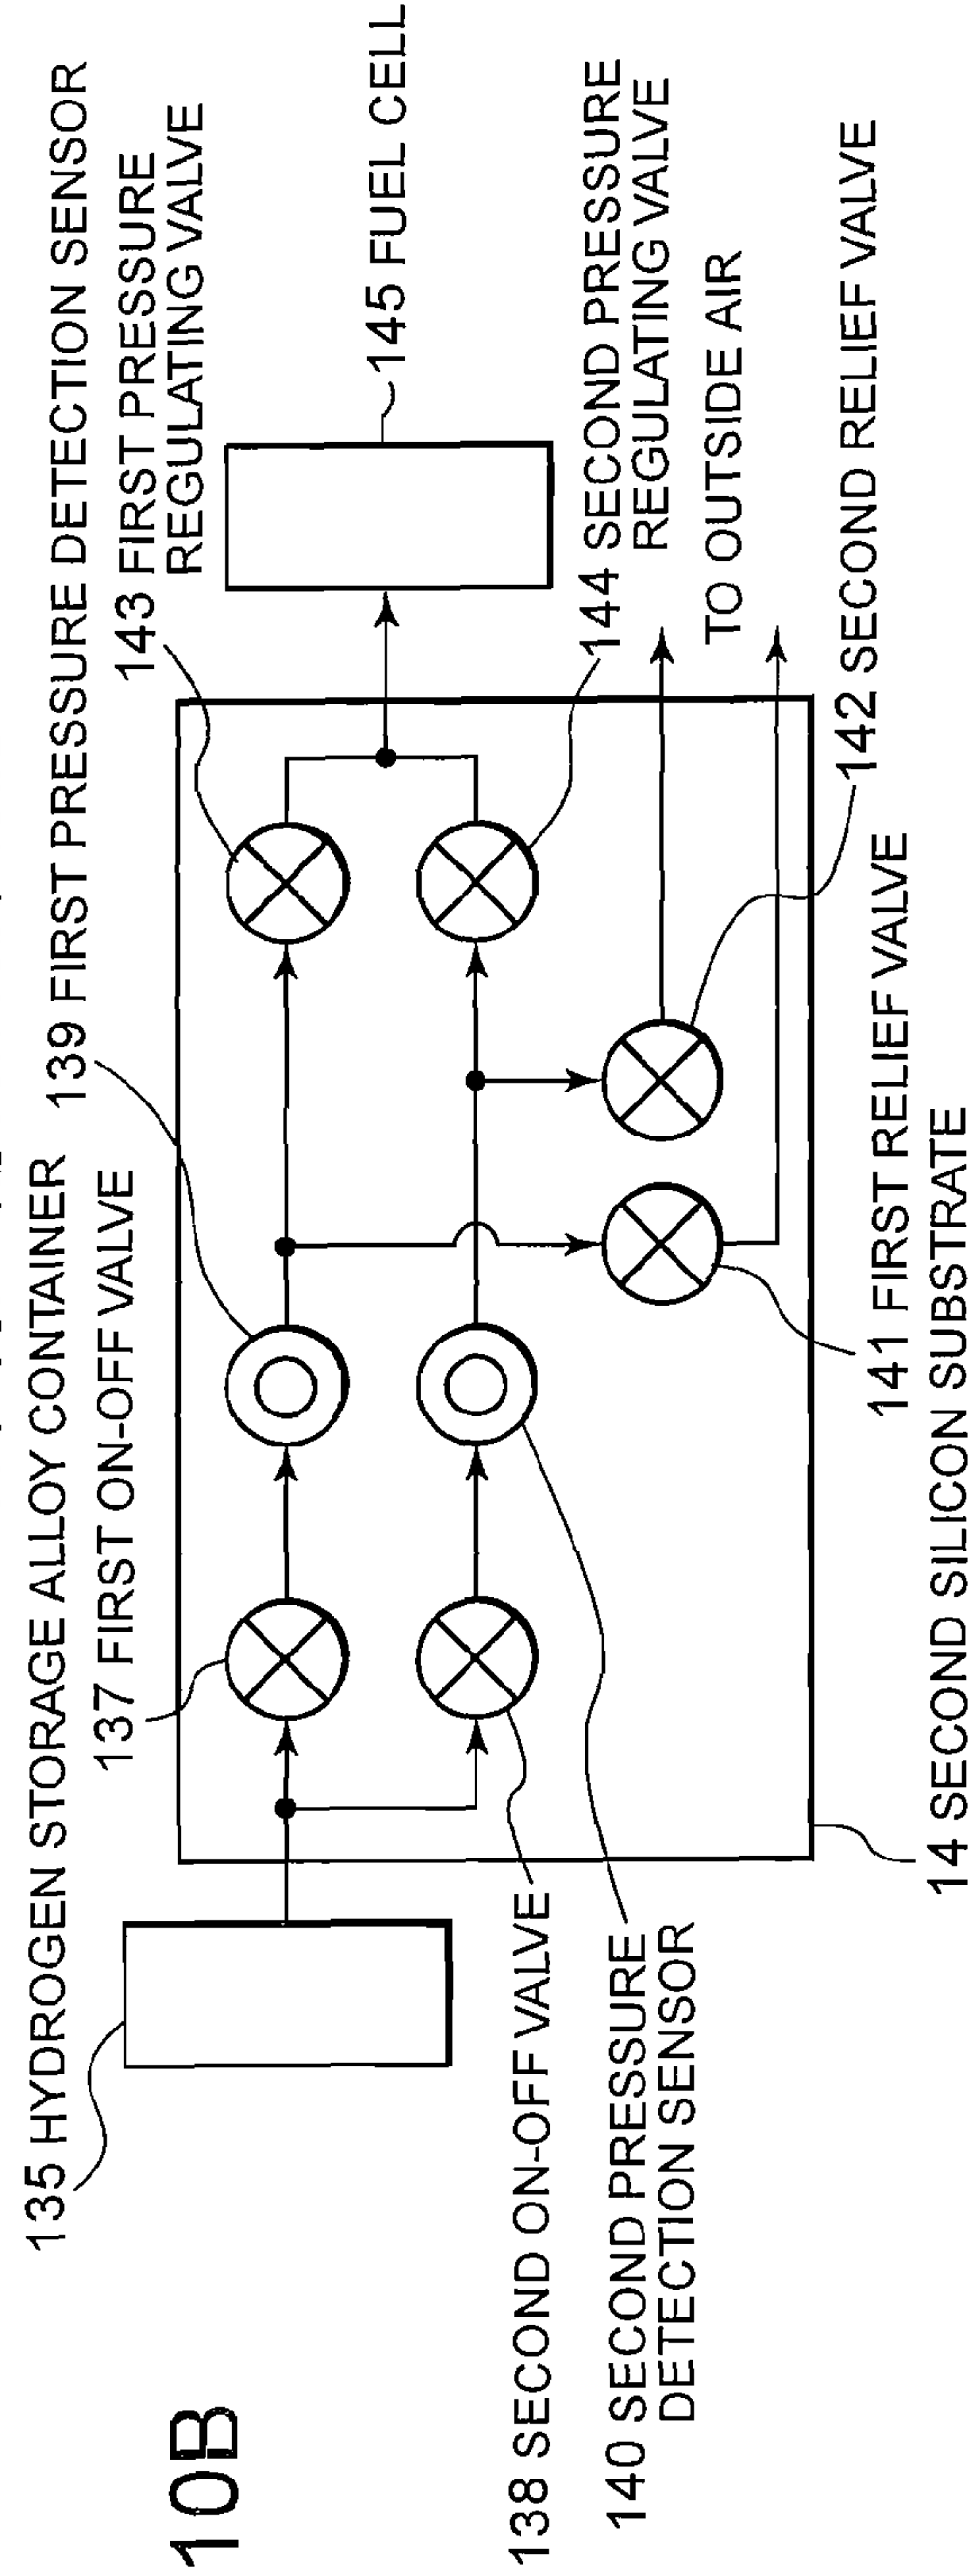 10B
135 HYDROGEN STORAGE ALLOY CONTAINER
137 FIRST ON-OFF VALVE
139 FIRST PRESSURE DETECTION SENSOR
143 FIRST PRESSURE
REGULATING VALVE
145 FUEL CELL
144 SECOND PRESSURE
REGULATING VALVE
TO OUTSIDE AIR
142 SECOND RELIEF VALVE
141 FIRST RELIEF VALVE
14 SECOND SILICON SUBSTRATE
138 SECOND ON-OFF VALVE
140 SECOND PRESSURE
DETECTION SENSOR